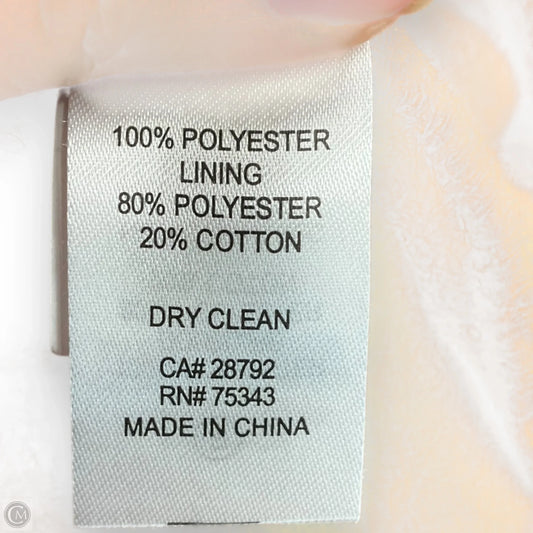 100% POLYESTER
LINING
80% POLYESTER
20% COTTON
DRY CLEAN
CA# 28792
RN# 75343
MADE IN CHINA